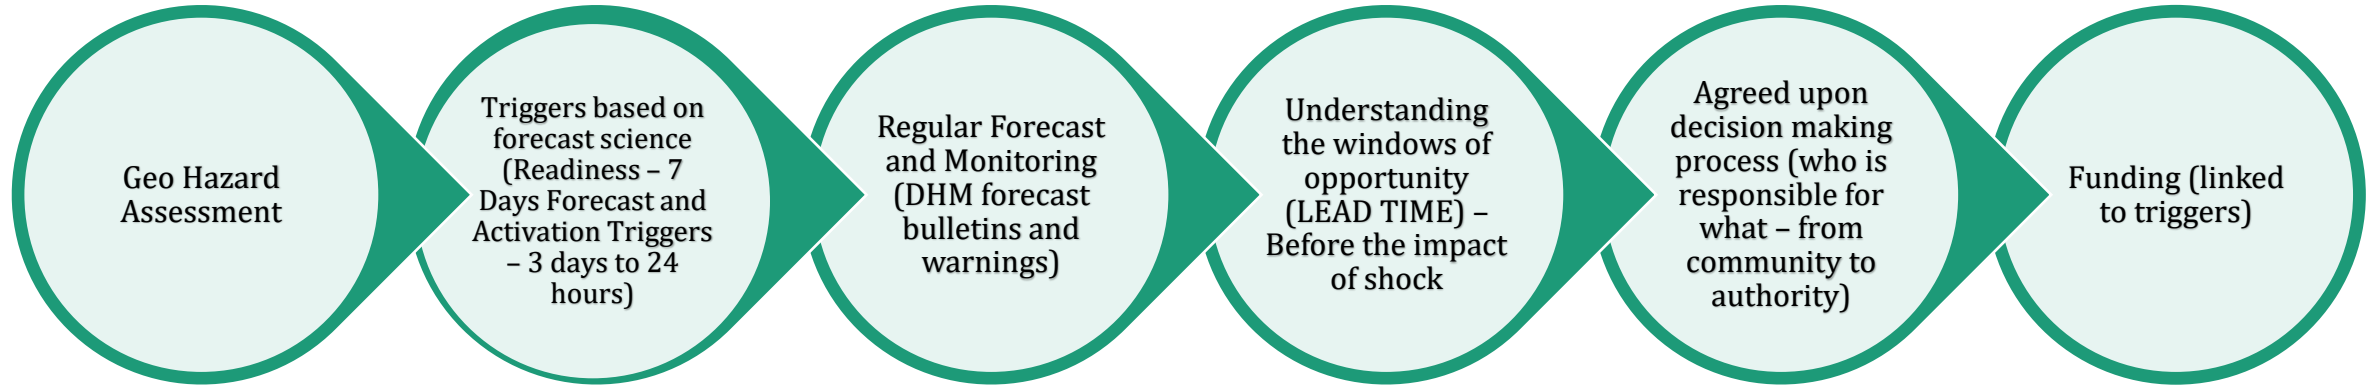 Geo Hazard
Assessment
Triggers based on
forecast science
(Readiness – 7
Days Forecast and
Activation Triggers
– 3 days to 24
hours)
Regular Forecast
and Monitoring
(DHM forecast
bulletins and
warnings)
Understanding
the windows of
opportunity
(LEAD TIME) –
Before the impact
of shock
Agreed upon
decision making
process (who is
responsible for
what – from
community to
authority)
Funding (linked
to triggers)